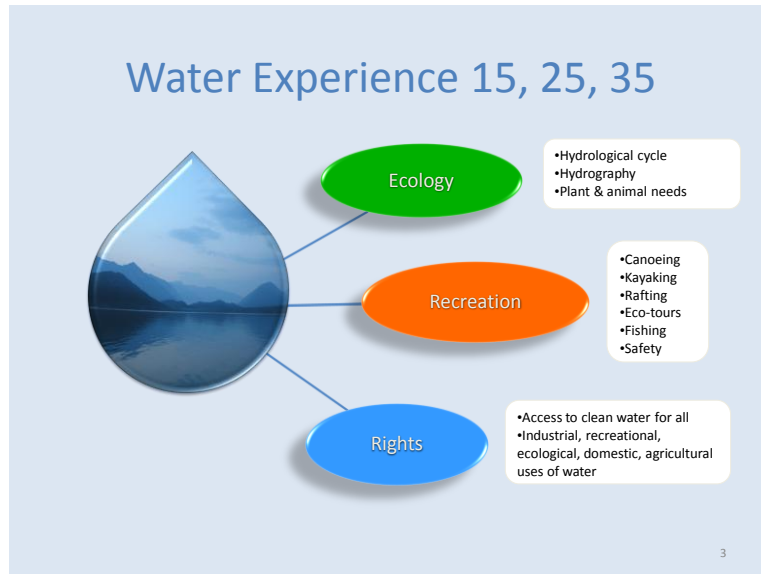 Water Experience 15, 25, 35
Ecology
•Hydrological cycle
•Hydrography
•Plant & animal needs
Recreation
•Canoeing
•Kayaking
•Rafting
•Eco-tours
•Fishing
•Safety
Rights
•Access to clean water for all
•Industrial, recreational,
ecological, domestic, agricultural
uses of water
3